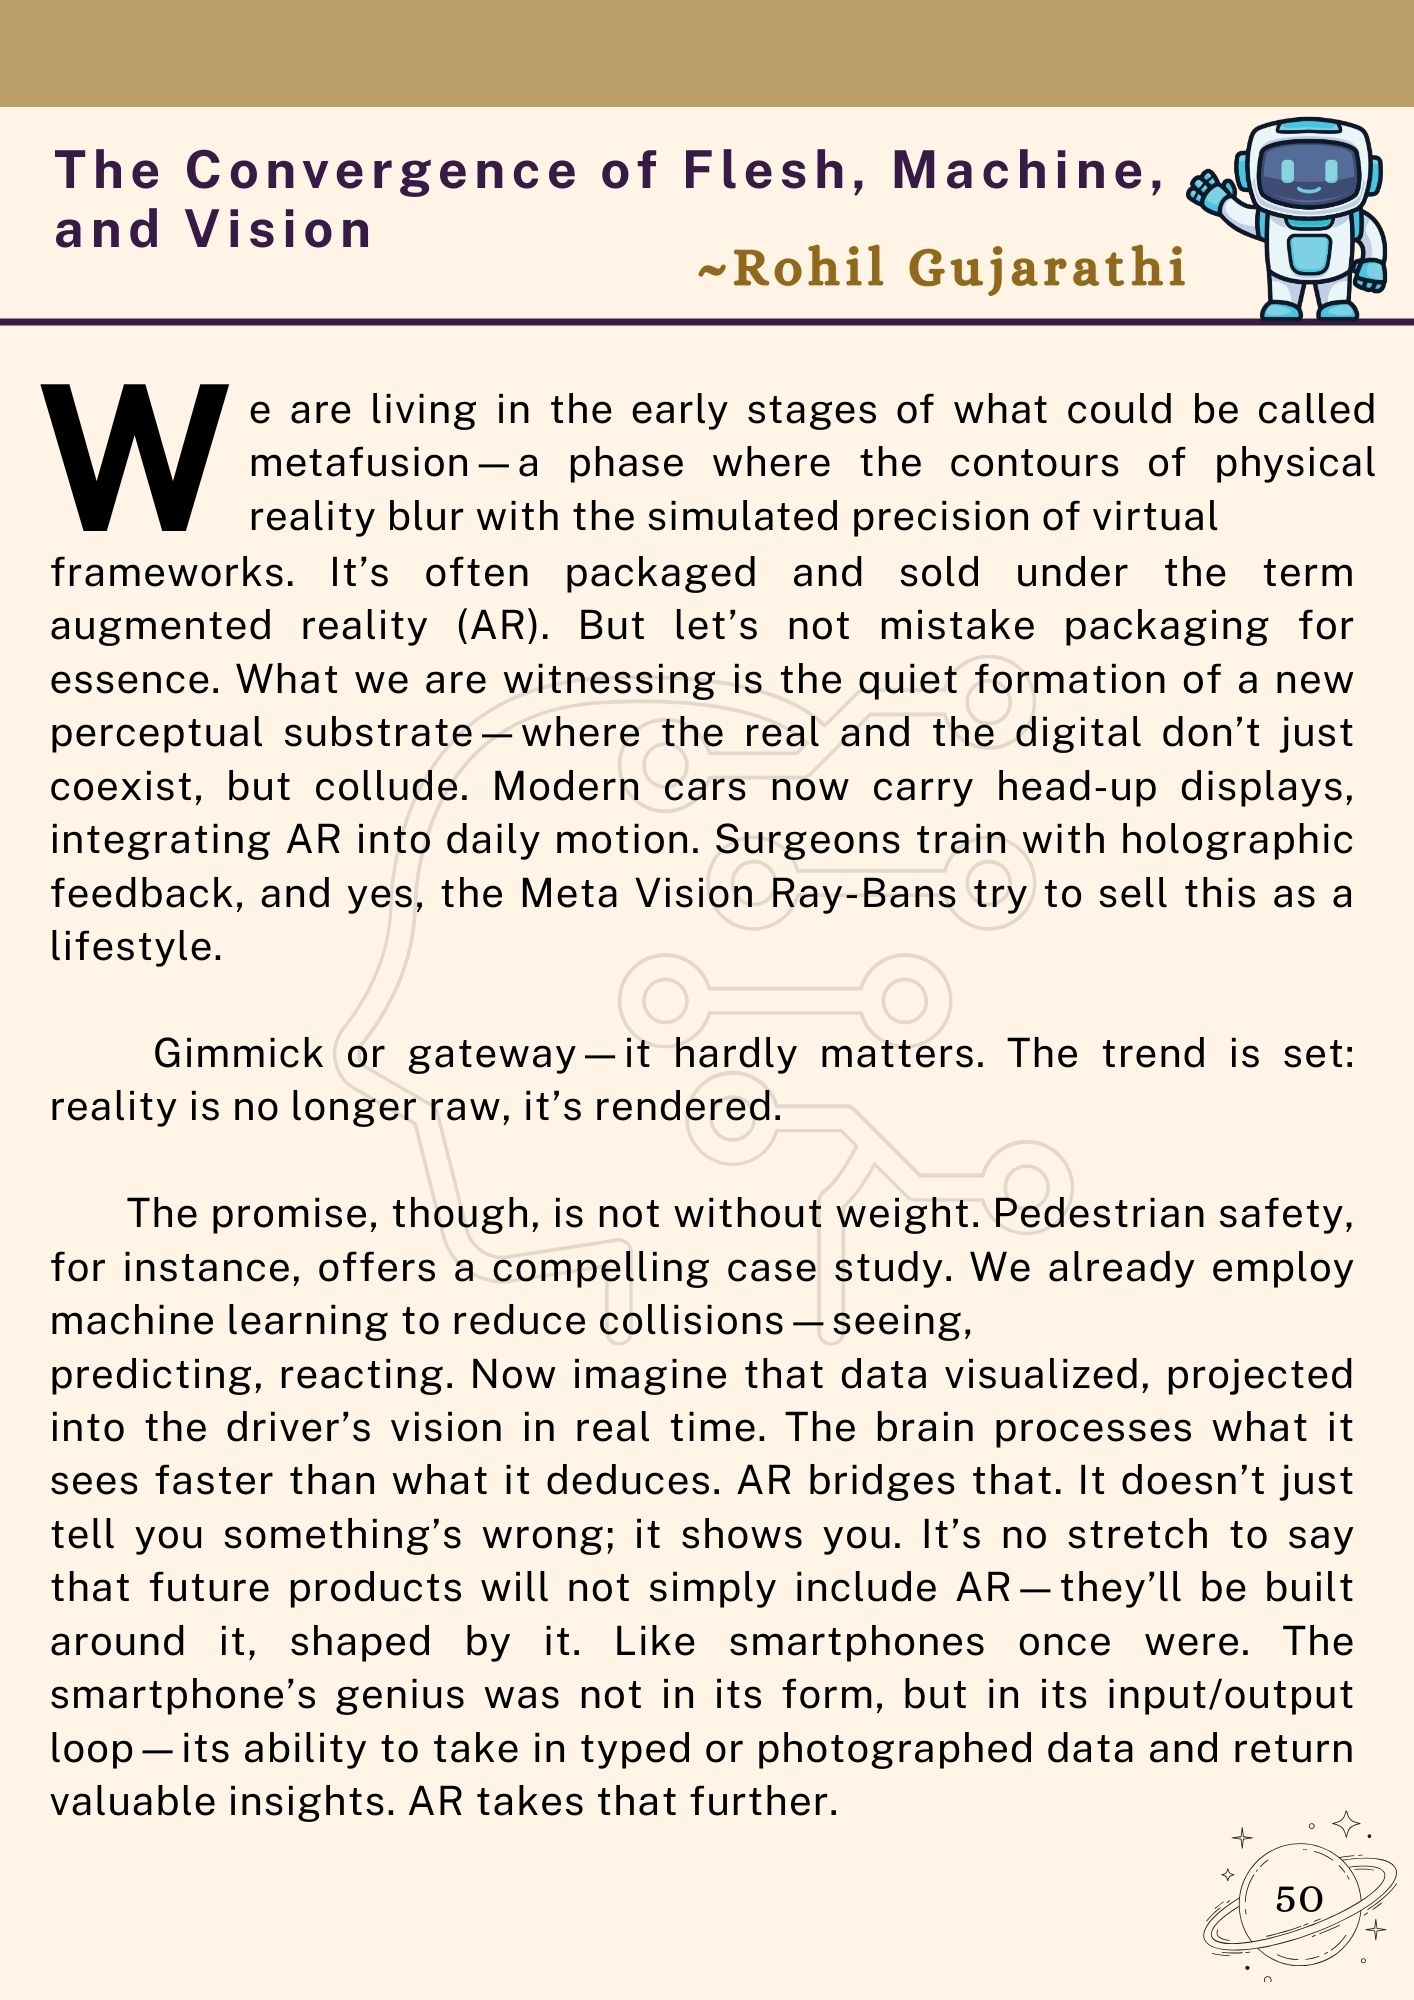 The Convergence of Flesh, Machine,
and Vision
~Rohil Gujarathi
We are living in the early stages of what could be called
metafusion—a phase where the contours of physical
reality blur with the simulated precision of virtual
frameworks. It’s often packaged and sold under the term
augmented reality (AR). But let’s not mistake packaging for
essence. What we are witnessing is the quiet formation of a new
perceptual substrate—where the real and the digital don’t just
coexist, but collude. Modern cars now carry head-up displays,
integrating AR into daily motion. Surgeons train with holographic
feedback, and yes, the Meta Vision Ray-Bans try to sell this as a
lifestyle.
Gimmick or gateway—it hardly matters. The trend is set:
reality is no longer raw, it’s rendered.
The promise, though, is not without weight. Pedestrian safety,
for instance, offers a compelling case study. We already employ
machine learning to reduce collisions—seeing,
predicting, reacting. Now imagine that data visualized, projected
into the driver’s vision in real time. The brain processes what it
sees faster than what it deduces. AR bridges that. It doesn’t just
tell you something’s wrong; it shows you. It’s no stretch to say
that future products will not simply include AR—they’ll be built
around it, shaped by it. Like smartphones once were. The
smartphone’s genius was not in its form, but in its input/output
loop—its ability to take in typed or photographed data and return
valuable insights. AR takes that further.
50